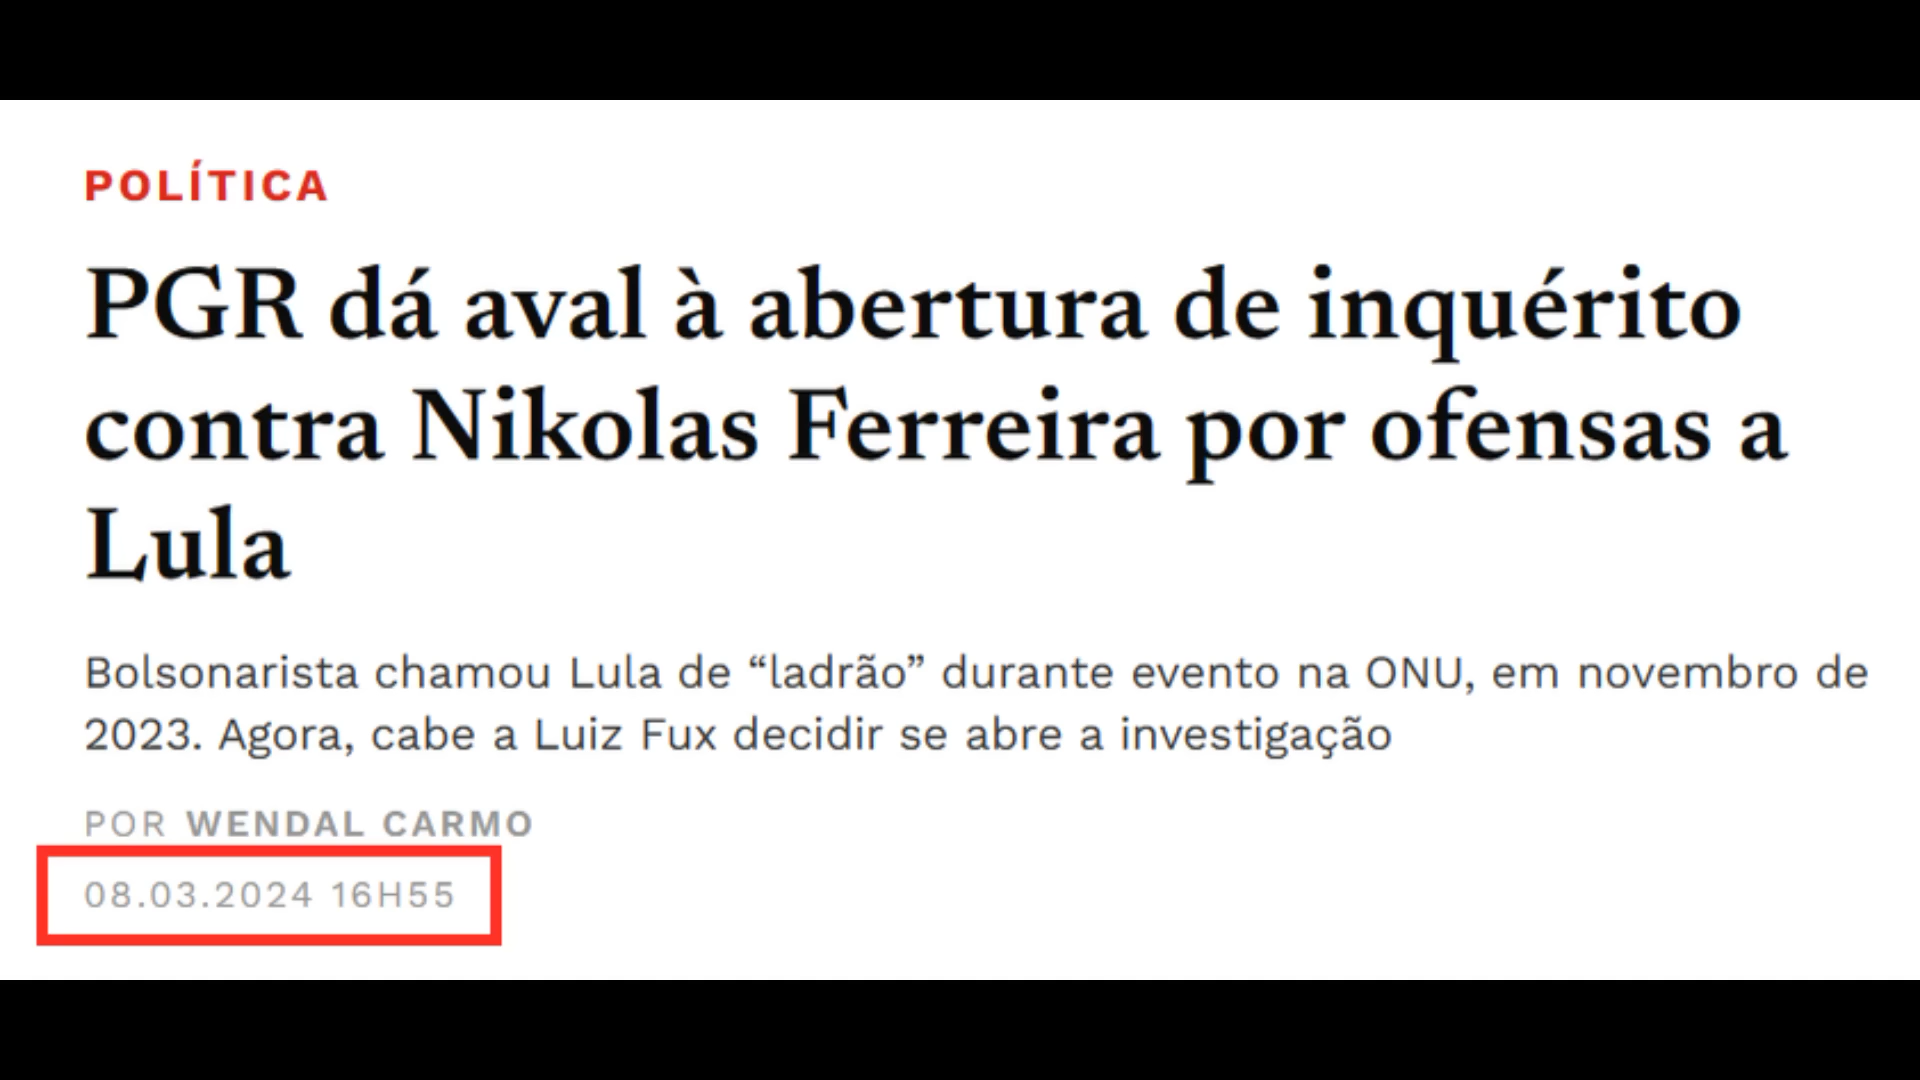 POLÍTICA
PGR dá aval à abertura de inquérito
contra Nikolas Ferreira por ofensas a
Lula
Bolsonarista chamou Lula de “ladrão” durante evento na ONU, em novembro de
2023. Agora, cabe a Luiz Fux decidir se abre a investigação
POR WENDAL CARMO
08.03.2024 16H55